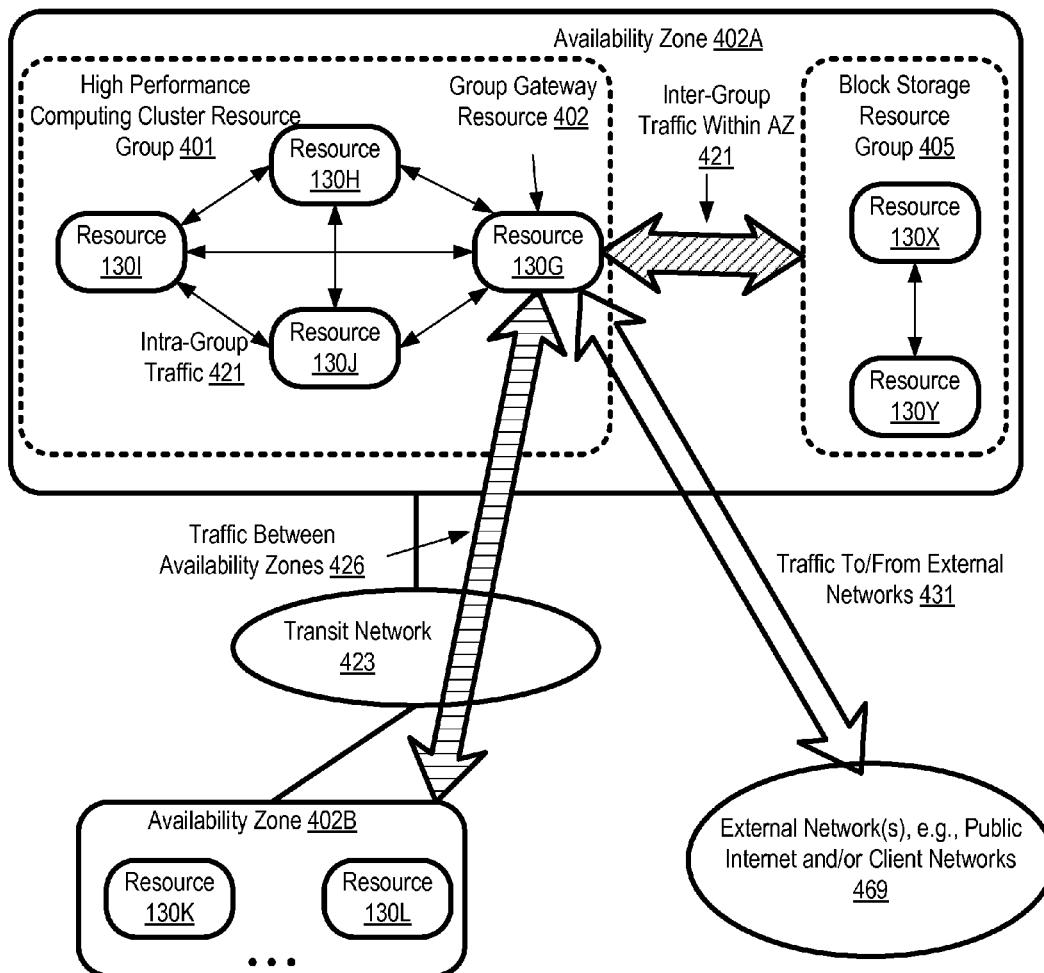 Availability Zone 402A
High Performance
Computing Cluster Resource
Group 401
Group Gateway
Resource 402
Inter-Group
Traffic Within AZ
421
Block Storage
Resource
Group 405
Resource
130H
Resource
130I
Resource
130G
Resource
130J
Intra-Group
Traffic 421
Resource
130X
Resource
130Y
Traffic Between
Availability Zones 426
Traffic To/From External
Networks 431
Transit Network
423
Availability Zone 402B
Resource
130K
Resource
130L
...
External Network(s), e.g., Public
Internet and/or Client Networks
469